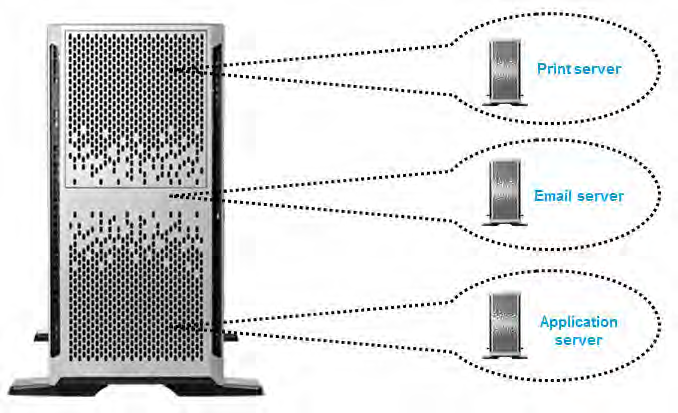 Print server
Email server
Application
server